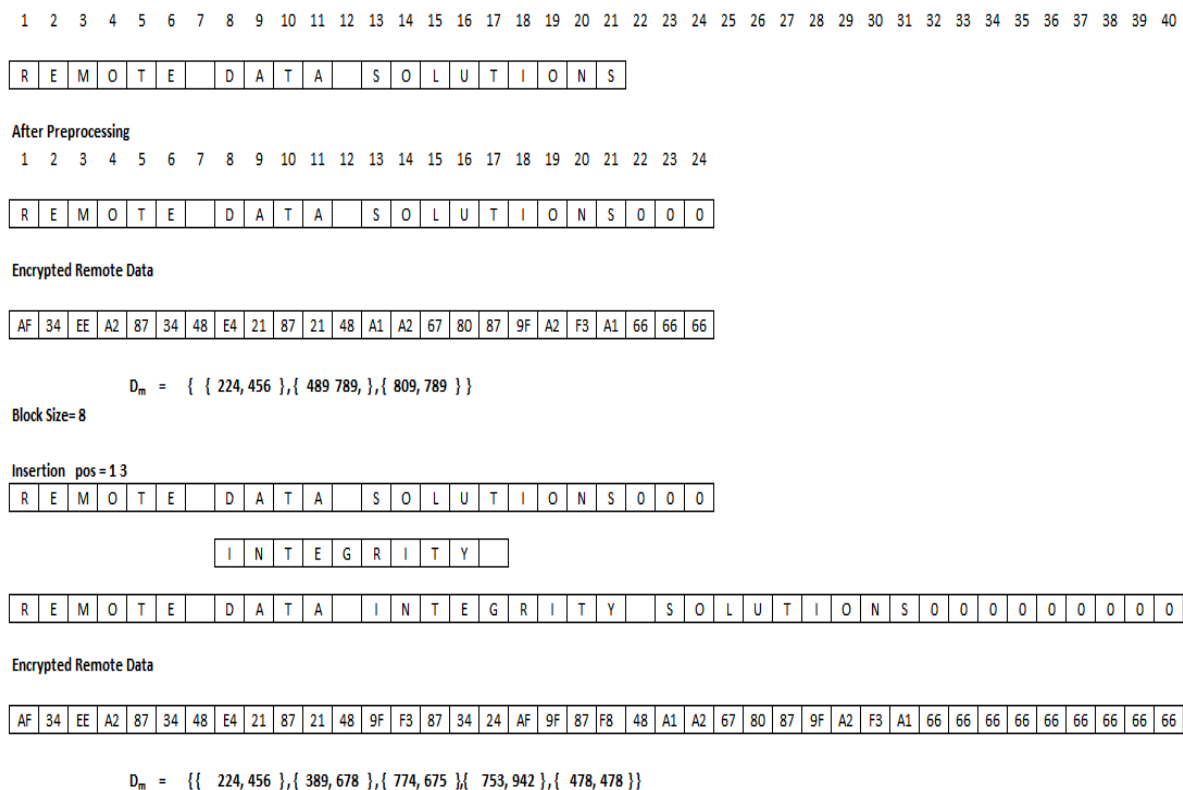 1 2 3 4 5 6 7 8 9 10 11 12 13 14 15 16 17 18 19 20 21 22 23 24 25 26 27 28 29 30 31 32 33 34 35 36 37 38 39 40
R E M O T E D A T A S O L U T I O N S
After Preprocessing
1 2 3 4 5 6 7 8 9 10 11 12 13 14 15 16 17 18 19 20 21 22 23 24
R E M O T E D A T A S O L U T I O N S 0 0 0
Encrypted Remote Data
AF 34 EE A2 87 34 48 E4 21 87 21 48 A1 A2 67 80 87 9F A2 F3 A1 66 66 66
Dm = { { 224, 456 },{ 489 789, },{ 809, 789 } }
Block Size= 8
Insertion pos = 1 3
R E M O T E D A T A S O L U T I O N S 0 0 0
I N T E G R I T Y
R E M O T E D A T A I N T E G R I T Y S O L U T I O N S 0 0 0 0 0 0 0 0 0
Encrypted Remote Data
AF 34 EE A2 87 34 48 E4 21 87 21 48 9F F3 87 34 24 AF 9F 87 F8 48 A1 A2 67 80 87 9F A2 F3 A1 66 66 66 66 66 66 66 66 66
Dm = {{ 224, 456 },{ 389, 678 },{ 774, 675 },{ 753, 942 },{ 478, 478 }}